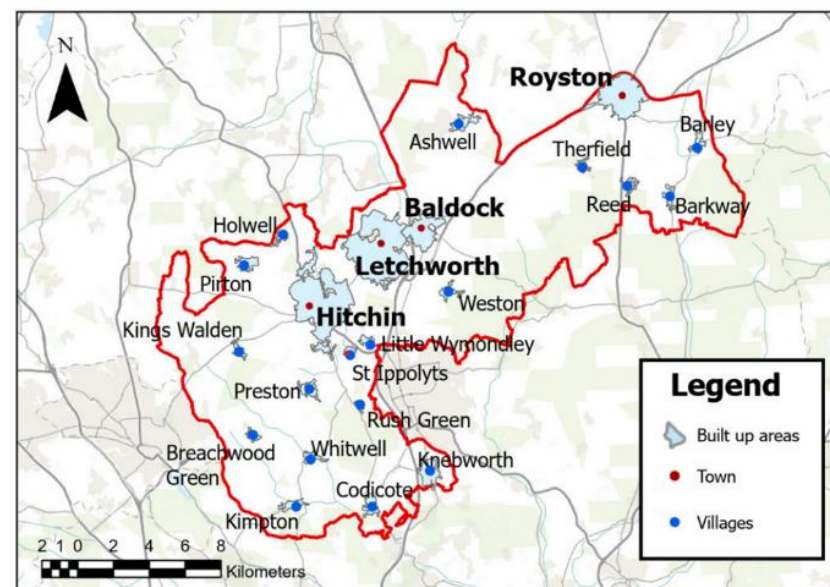 N
Royston
Ashwell
Barley
Therfield
Reed
Barkway
Baldock
Holwell
Letchworth
Pirton
Weston
Hitchin
Kings Walden
Little Wymondley
St Ippolyts
Preston
Rush Green
Breachwood
Green
Whitwell
Knebworth
Codicote
Kimpton
Legend
Built up areas
Town
Villages
2 1 0 2 4 6 8
Kilometers